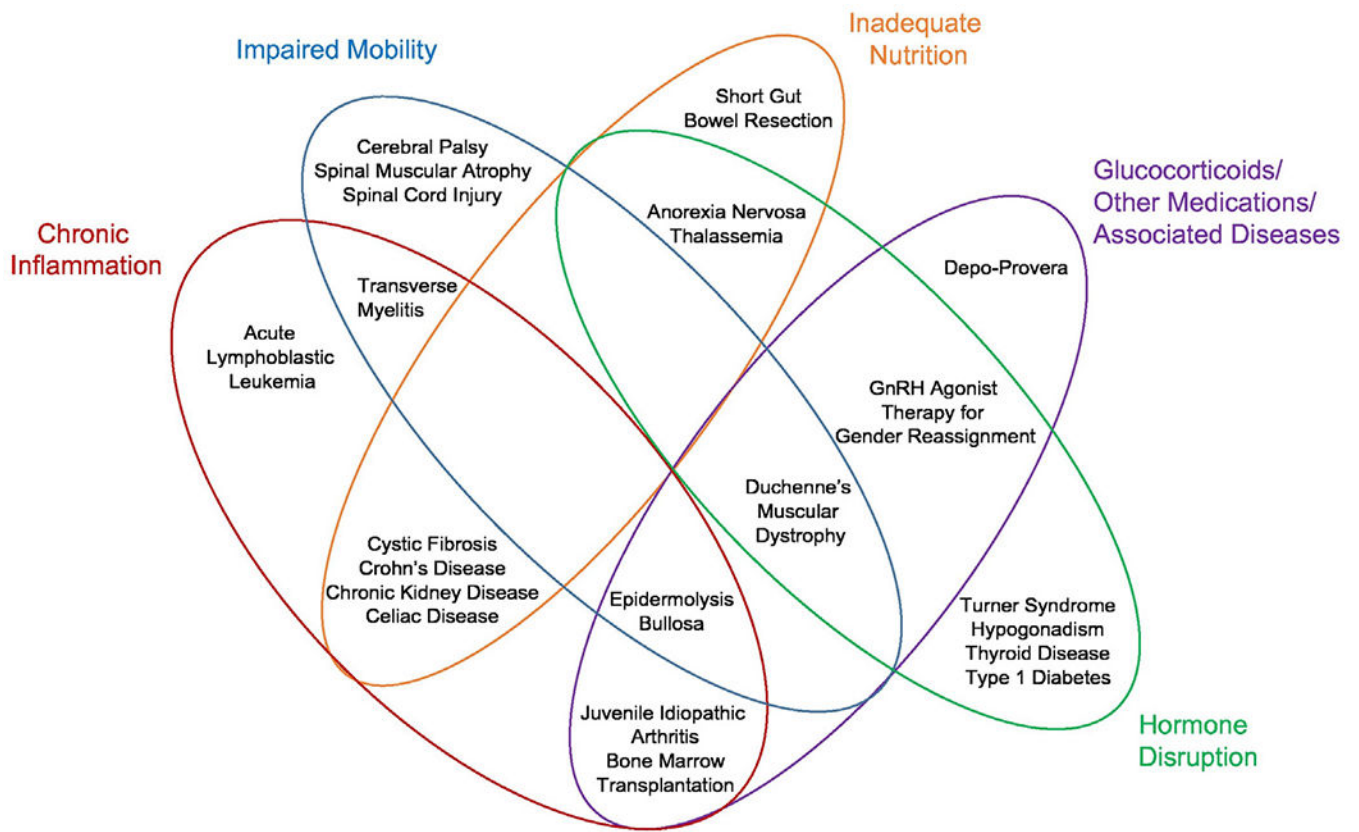 Impaired Mobility
Inadequate
Nutrition
Short Gut
Bowel Resection
Cerebral Palsy
Spinal Muscular Atrophy
Spinal Cord Injury
Glucocorticoids/
Other Medications/
Associated Diseases
Anorexia Nervosa
Thalassemia
Chronic
Inflammation
Depo-Provera
Transverse
Myelitis
Acute
Lymphoblastic
Leukemia
GnRH Agonist
Therapy for
Gender Reassignment
Duchenne’s
Muscular
Dystrophy
Cystic Fibrosis
Crohn’s Disease
Chronic Kidney Disease
Celiac Disease
Epidermolysis
Bullosa
Turner Syndrome
Hypogonadism
Thyroid Disease
Type 1 Diabetes
Juvenile Idiopathic
Arthritis
Bone Marrow
Transplantation
Hormone
Disruption